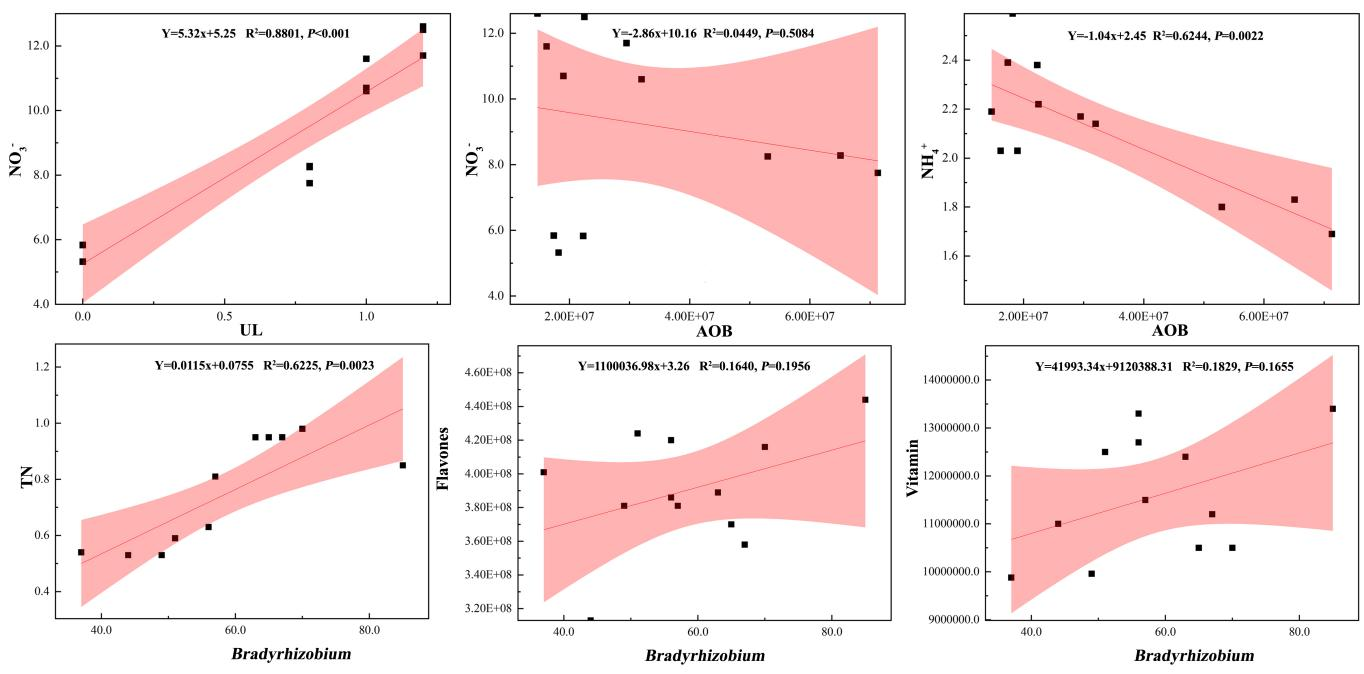 Y=5.32x+5.25 R²=0.8801, P<0.001
12.0
10.0
8.0
6.0
4.0
NO₃⁻
0.0 0.5 1.0
UL
Y=-2.86x+10.16 R²=0.0449, P=0.5084
12.0
10.0
8.0
6.0
4.0
NO₃⁻
2.00E+07 4.00E+07 6.00E+07
AOB
Y=-1.04x+2.45 R²=0.6244, P=0.0022
2.4
2.2
2.0
1.8
1.6
NH₄⁺
2.00E+07 4.00E+07 6.00E+07
AOB
Y=0.0115x+0.0755 R²=0.6225, P=0.0023
1.2
1.0
0.8
0.6
0.4
TN
40.0 60.0 80.0
Bradyrhizobium
Y=1100036.98x+3.26 R²=0.1640, P=0.1956
4.60E+08
4.40E+08
4.20E+08
4.00E+08
3.80E+08
3.60E+08
3.40E+08
3.20E+08
Flavones
40.0 60.0 80.0
Bradyrhizobium
Y=41993.34x+9120388.31 R²=0.1829, P=0.1655
14000000.0
13000000.0
12000000.0
11000000.0
10000000.0
9000000.0
Vitamin
40.0 60.0 80.0
Bradyrhizobium